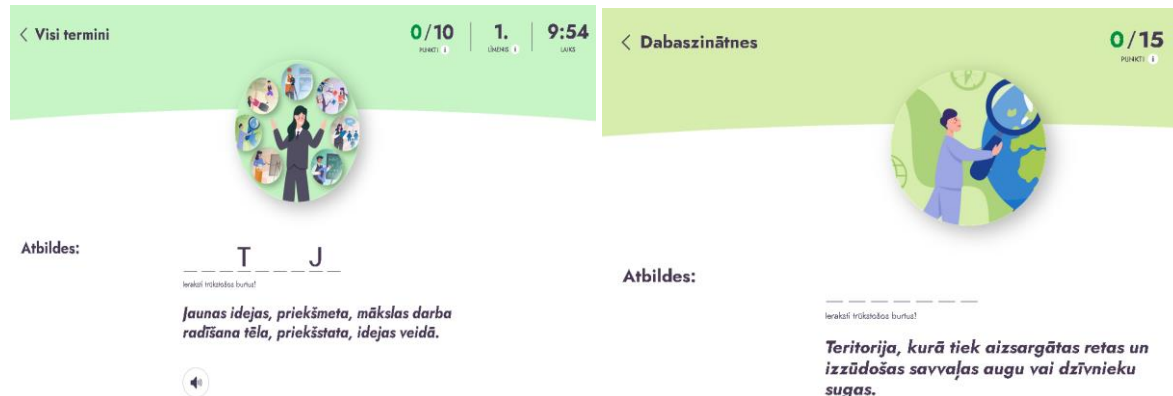 < Visi termini
0/10
PUNKTI i
1.
LĪMENIS i
9:54
LAIKS
Atbildes:
_ _ T _ _ J _
Ieraksti trūkstošos burtus!
Jaunas idejas, priekšmeta, mākslas darba
radīšana tēla, priekšstata, idejas veidā.
< Dabaszinātnes
0/15
PUNKTI i
Atbildes:
_ _ _ _ _ _ _
Ieraksti trūkstošos burtus!
Teritorija, kurā tiek aizsargātas retas un
izzūdošas savvaļas augu vai dzīvnieku
sugas.